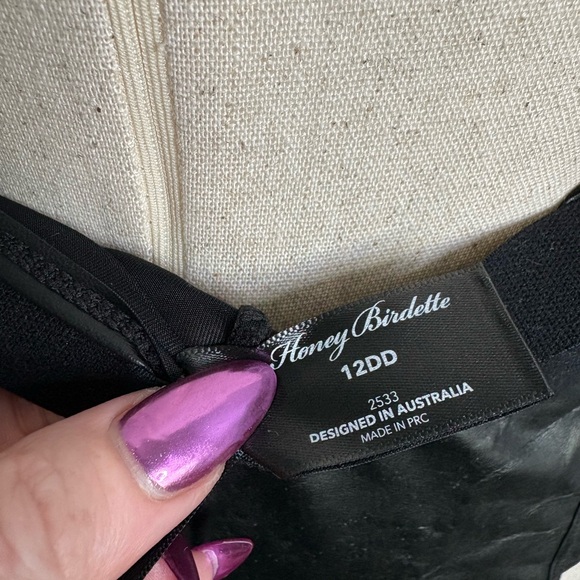 Honey Birdette
12DD
2533
DESIGNED IN AUSTRALIA
MADE IN PRC